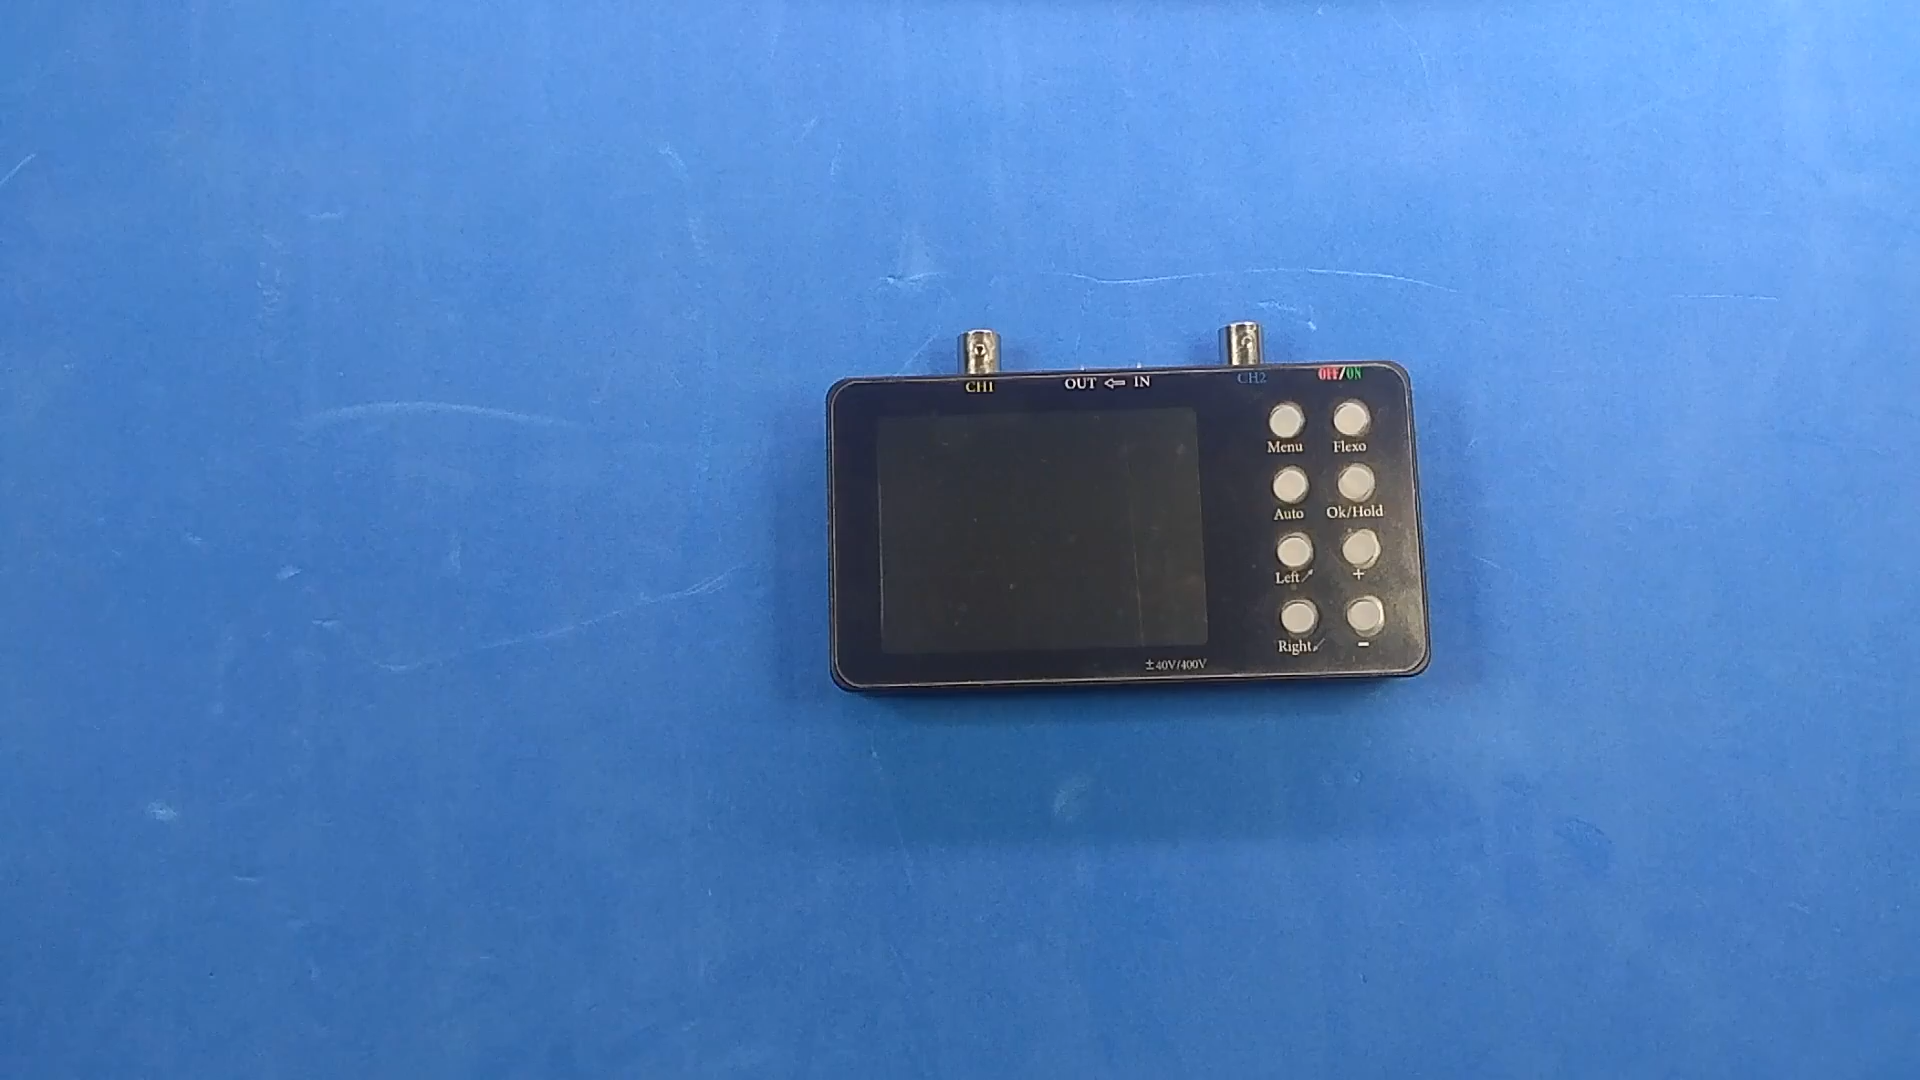 CH1 OUT ⇐ IN CH2 OFF/ON
Menu Flexo
Auto Ok/Hold
Left↗ +
Right↙ -
±40V/400V